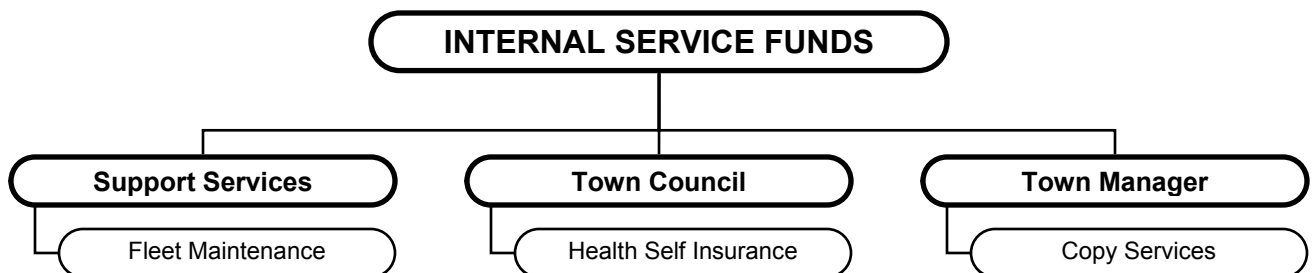 INTERNAL SERVICE FUNDS
Support Services
Town Council
Town Manager
Fleet Maintenance
Health Self Insurance
Copy Services